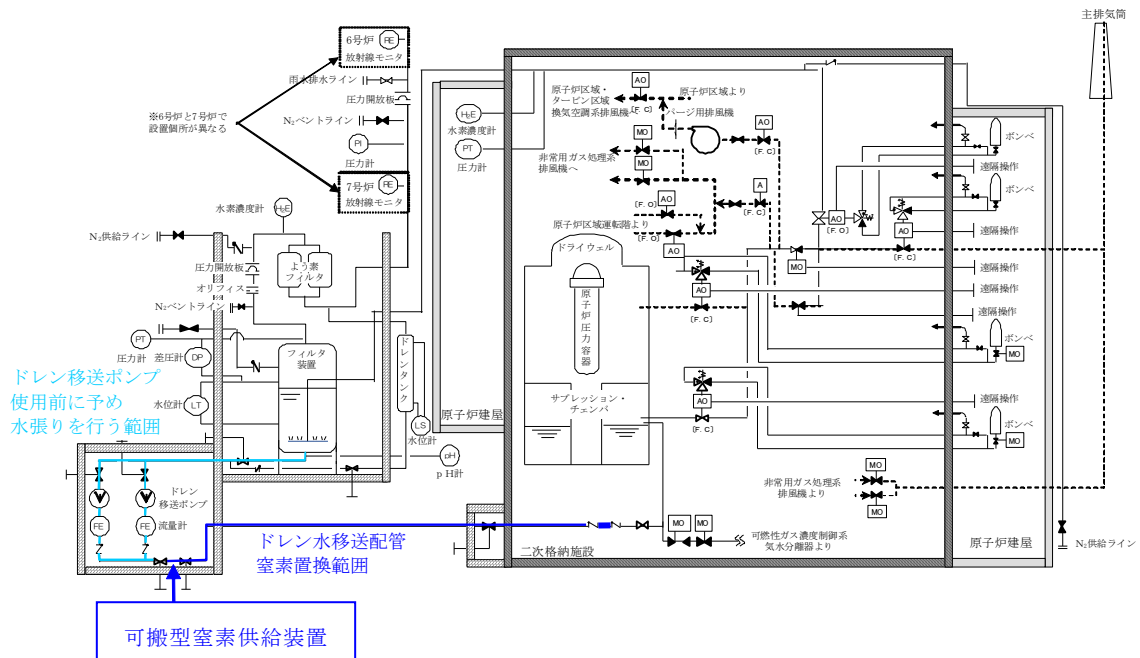 主排気筒
6号炉 RE
放射線モニタ
雨水排水ライン
圧力開放板
N₂ベントライン
※6号炉と7号炉で
設置個所が異なる
PI
圧力計
7号炉 RE
放射線モニタ
H₂E
水素濃度計
PT
圧力計
水素濃度計
H₂E
N₂供給ライン
圧力開放板
オリフィス
N₂ベントライン
よう素
フィルタ
PT
圧力計
差圧計
DP
フィルタ
装置
ドレンタンク
水位計
LT
LS
水位計
pH
pH計
ドレン移送ポンプ
使用前に予め
水張りを行う範囲
ドレン
移送ポンプ
FE
FE
流量計
ドレン水移送配管
窒素置換範囲
可搬型窒素供給装置
原子炉建屋
AO
原子炉区域・
タービン区域
換気空調系排風機へ
[F. C]
原子炉区域より
パージ用排風機
AO
[F. C]
MO
非常用ガス処理系
排風機へ
MO
AO
[F. O]
A
[F. C]
原子炉区域運転階より
[F. O]
AO
ドライウェル
原子炉圧力容器
サプレッション・
チェンバ
AO
[F. C]
AO
[F. C]
AO
[F. O]
AO
[F. C]
MO
ボンベ
遠隔操作
ボンベ
遠隔操作
遠隔操作
遠隔操作
遠隔操作
ボンベ
MO
遠隔操作
ボンベ
MO
MO
非常用ガス処理系
排風機より
MO
MO
MO
可燃性ガス濃度制御系
気水分離器より
二次格納施設
原子炉建屋
N₂供給ライン